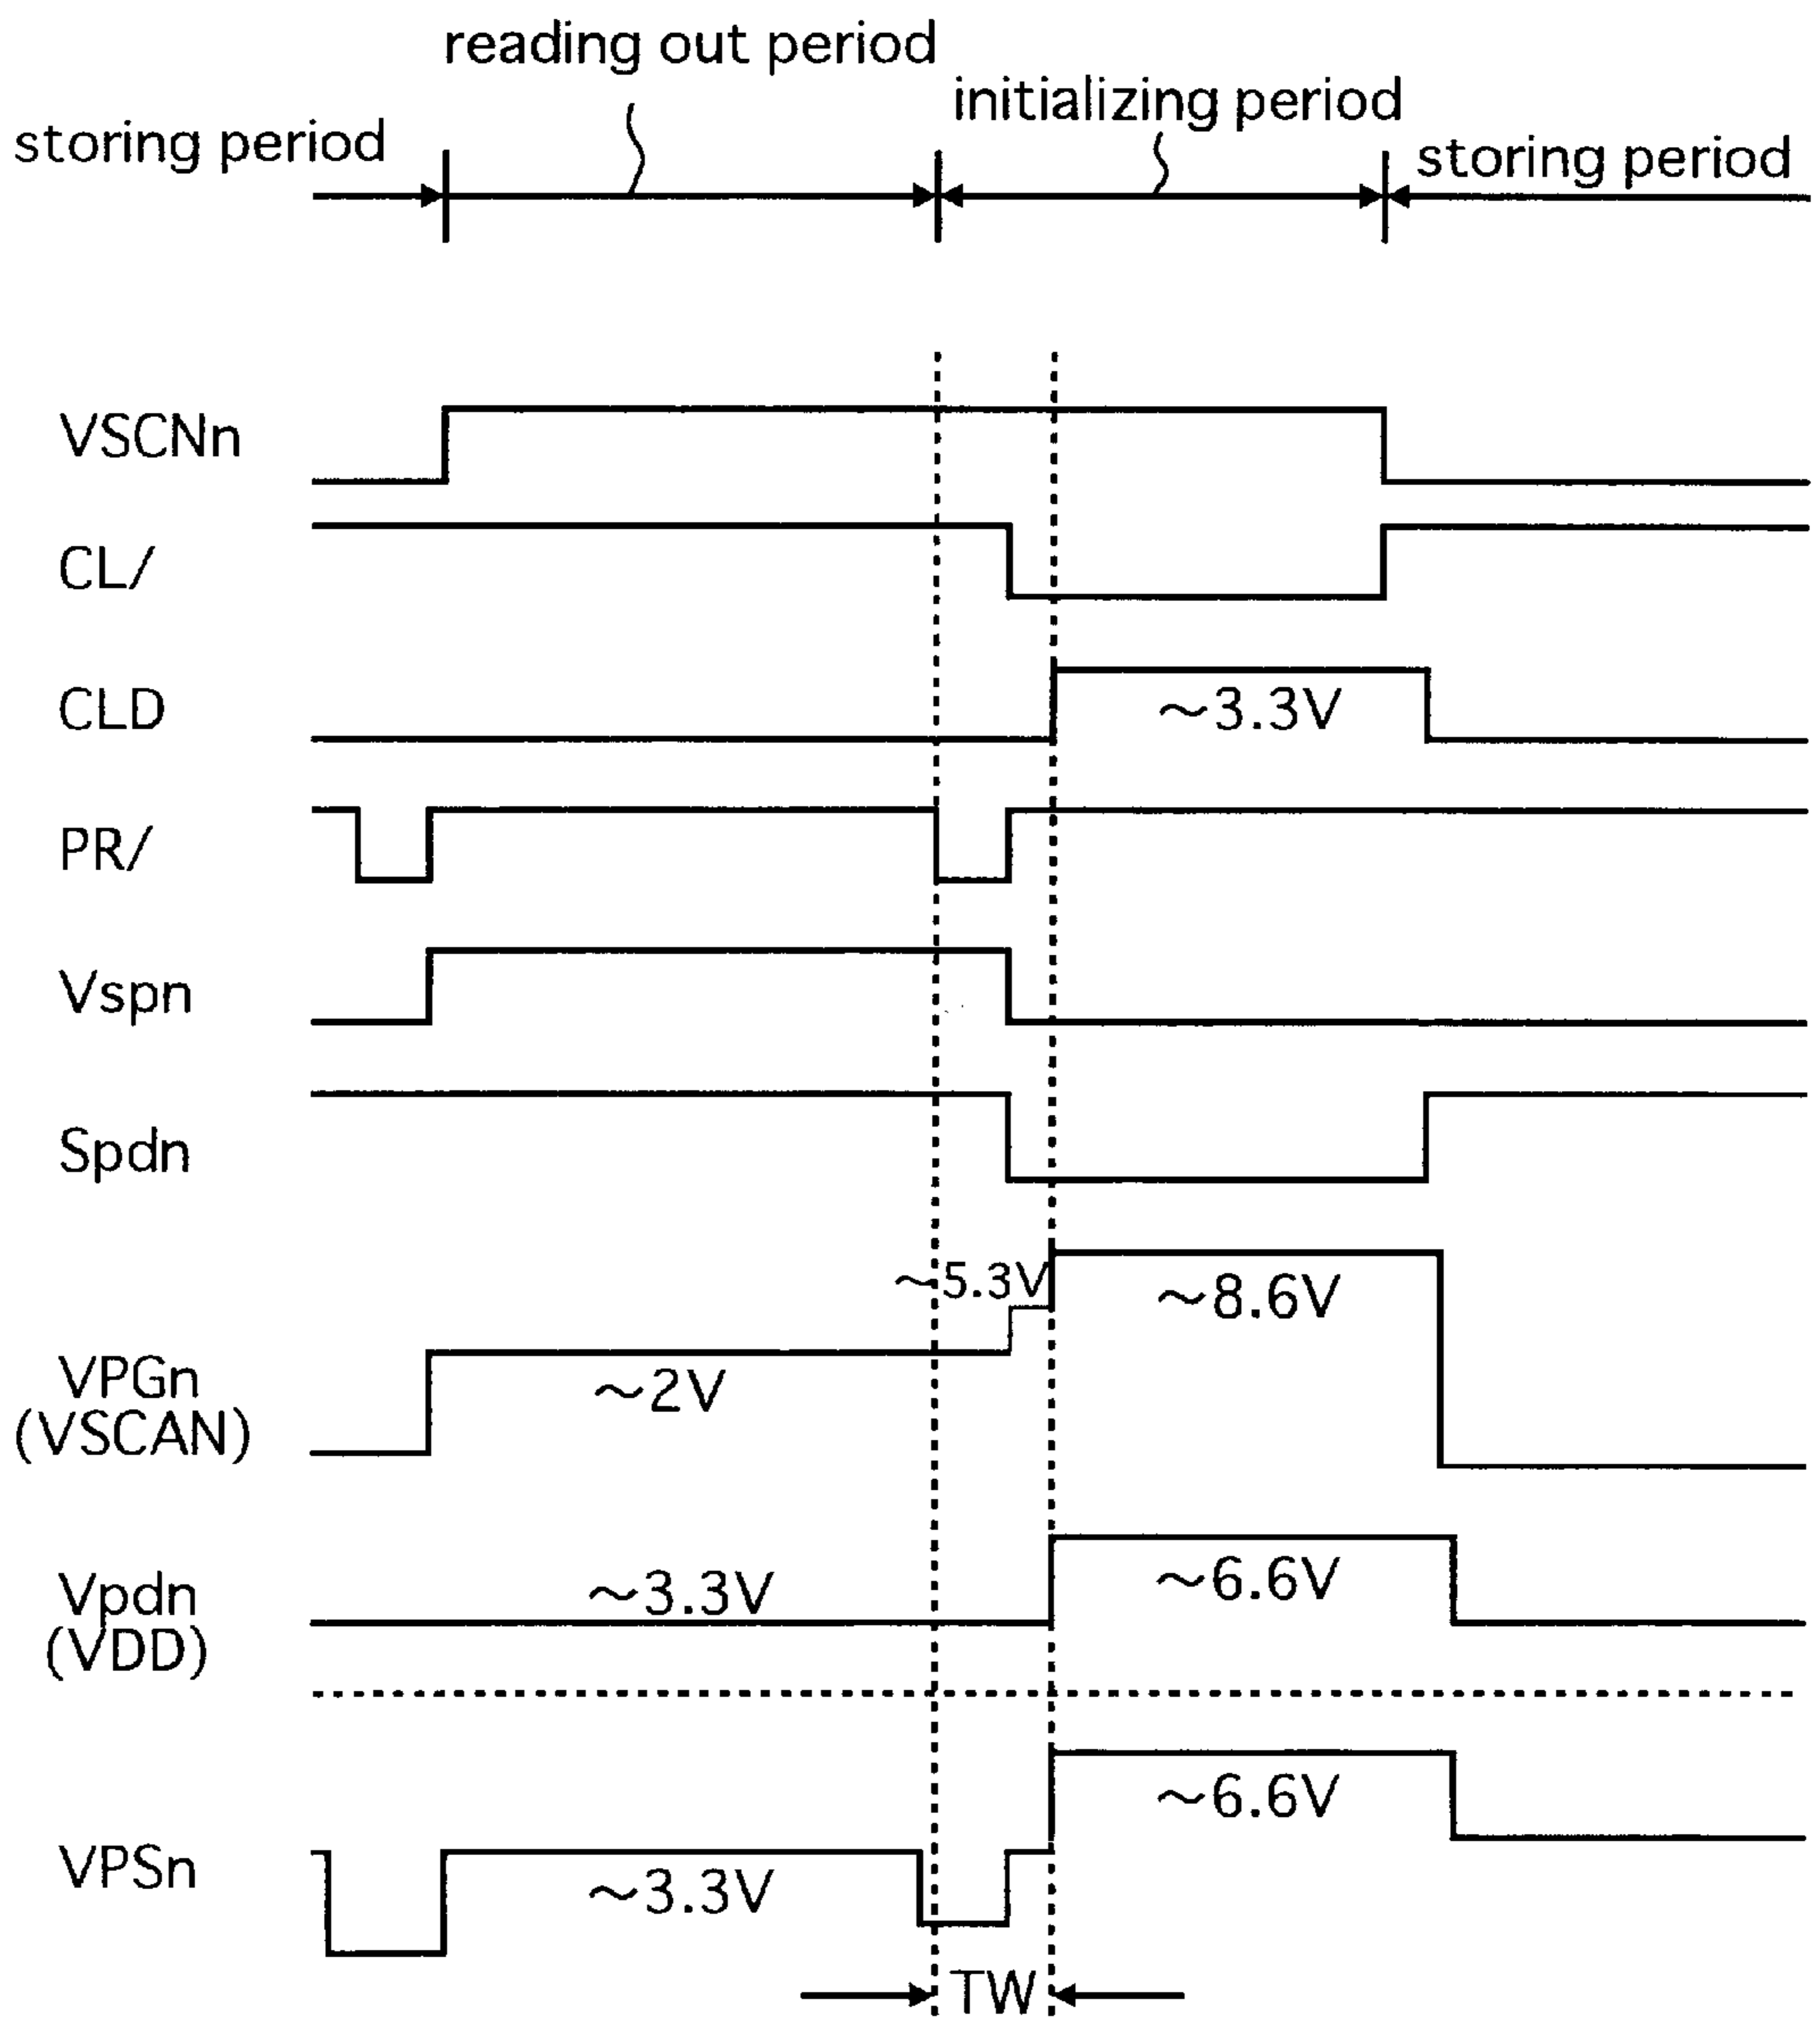 reading out period
initializing period
storing period
storing period
VSCNn
CL/
CLD
~3.3V
PR/
Vspn
Spdn
~5.3V
~8.6V
VPGn
(VSCAN)
~2V
Vpdn
(VDD)
~3.3V
~6.6V
VPSn
~3.3V
~6.6V
TW